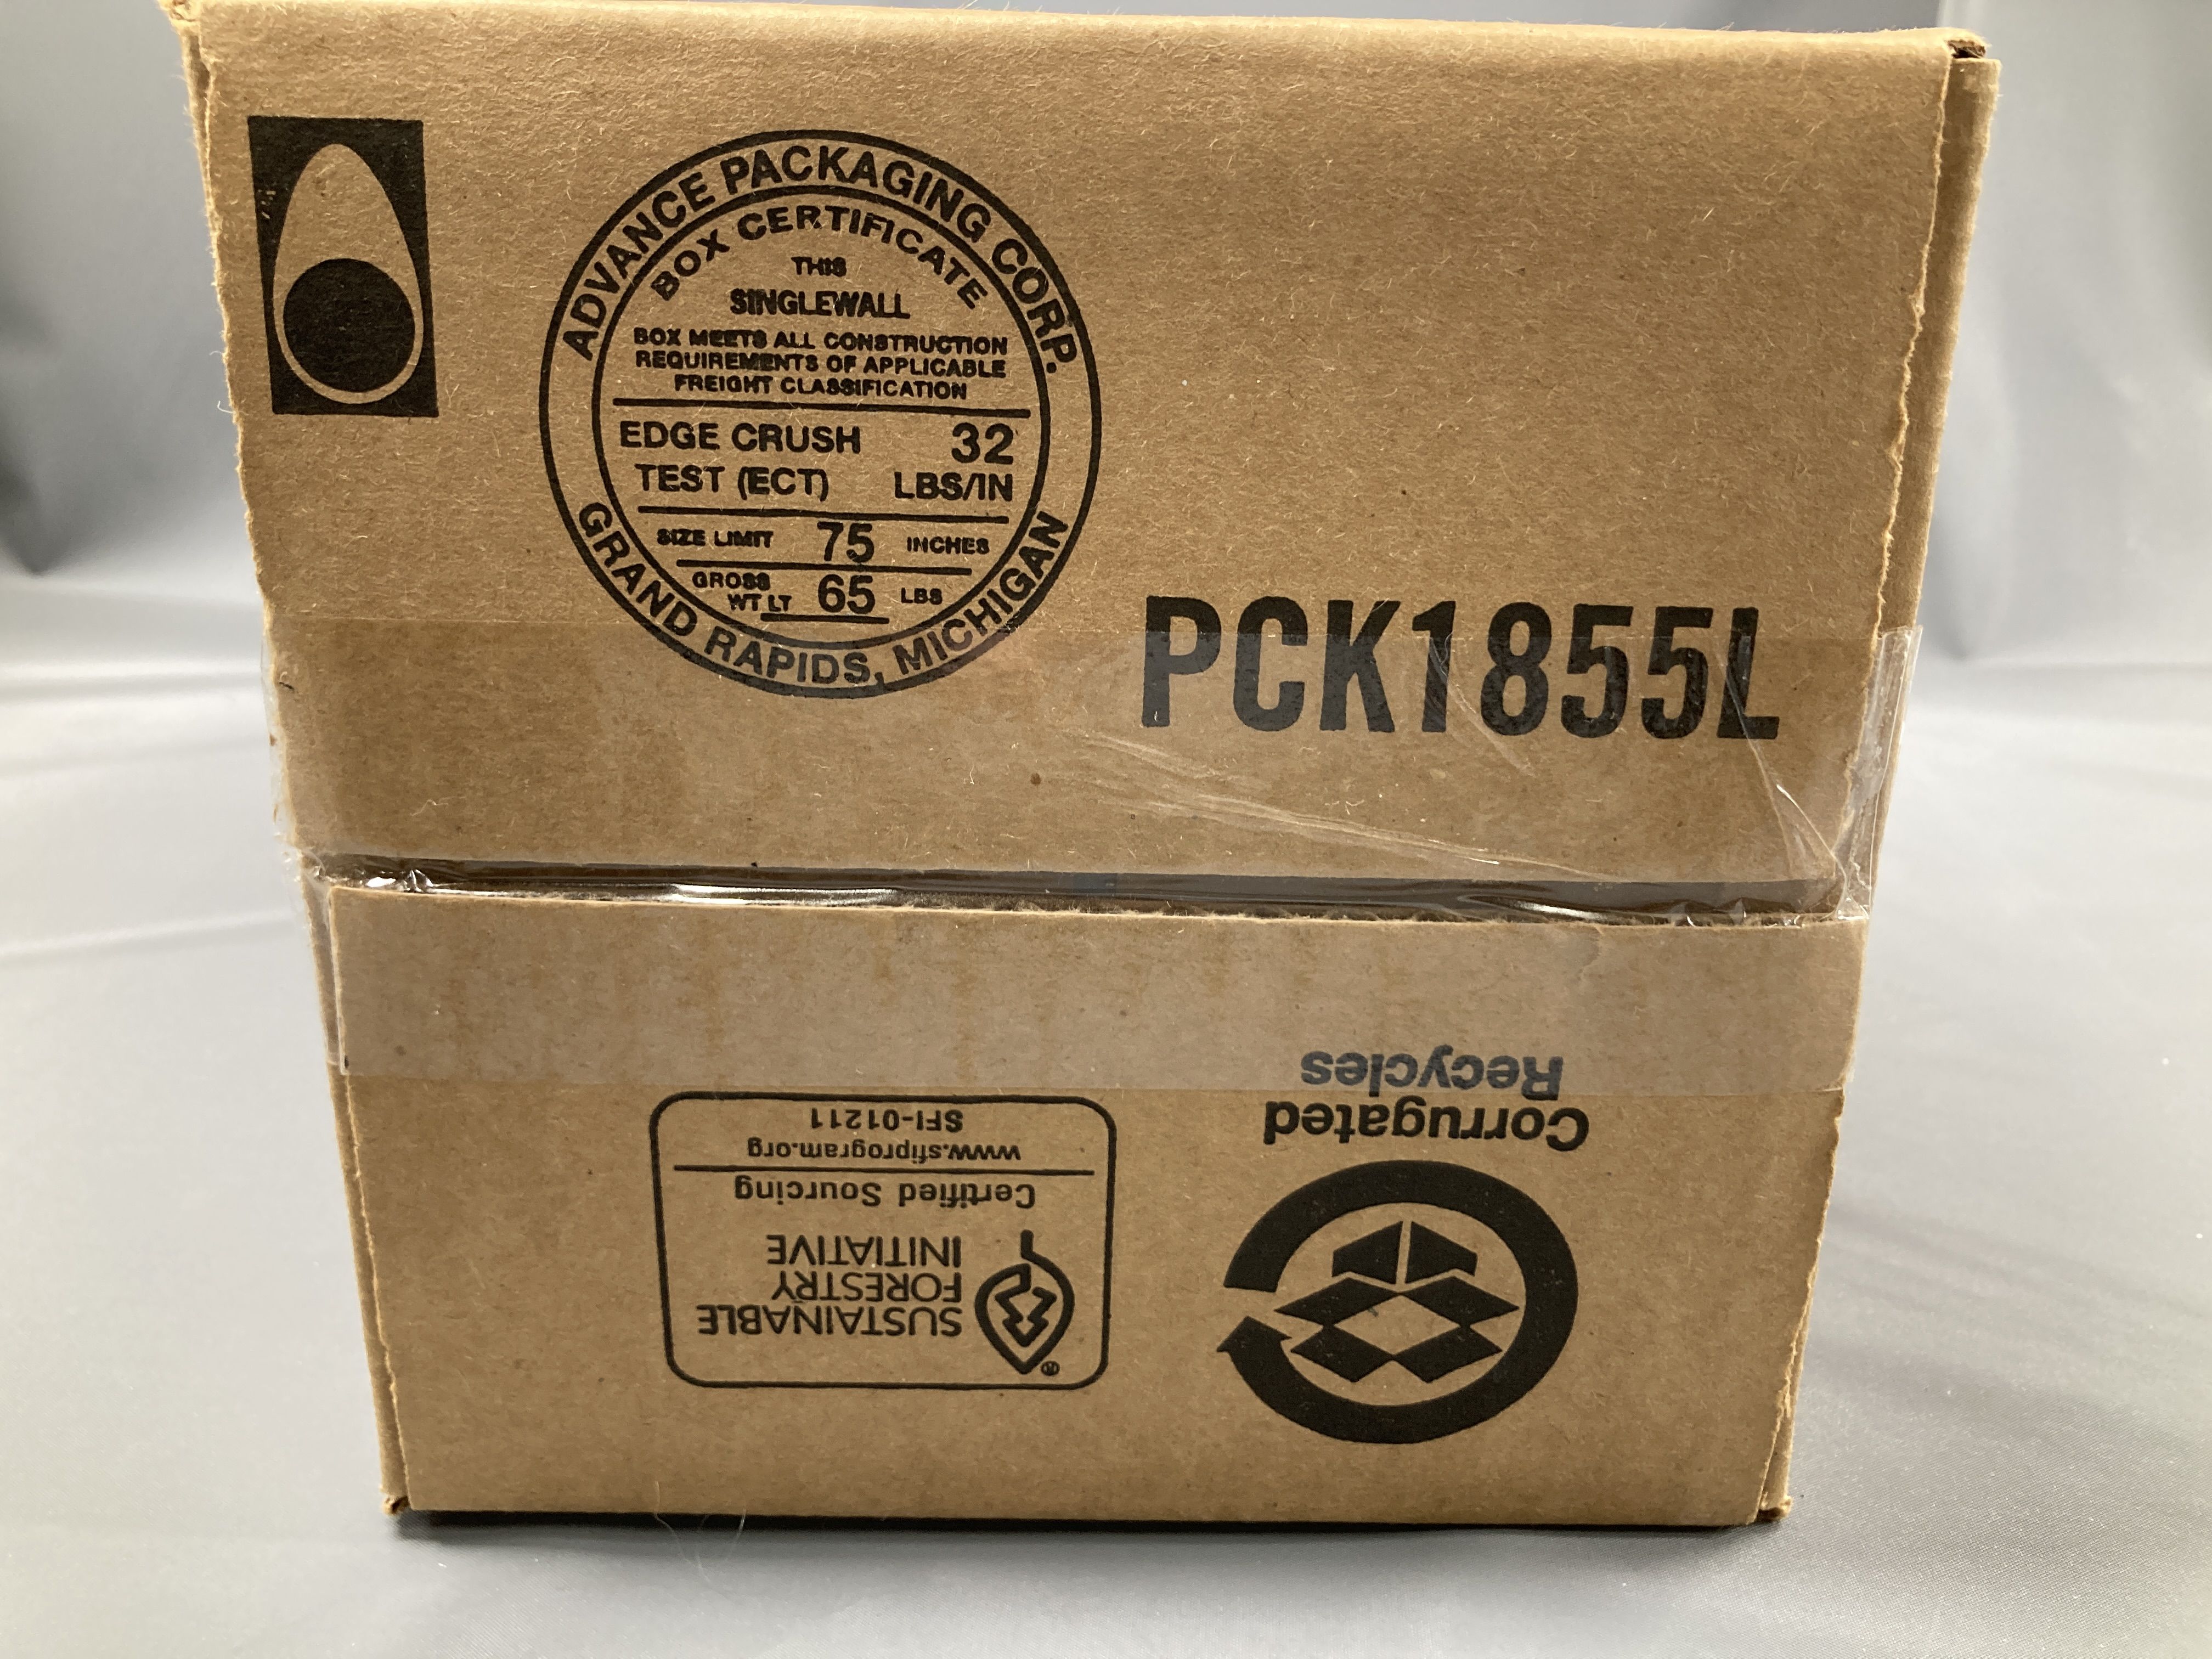 ADVANCE PACKAGING CORP.
BOX CERTIFICATE
THIS
SINGLEWALL
BOX MEETS ALL CONSTRUCTION
REQUIREMENTS OF APPLICABLE
FREIGHT CLASSIFICATION
EDGE CRUSH 32
TEST (ECT) LBS/IN
SIZE LIMIT 75 INCHES
GROSS
WT LT 65 LBS
GRAND RAPIDS, MICHIGAN
PCK1855L
Corrugated
Recycles
SUSTAINABLE
FORESTRY
INITIATIVE
®
Certified Sourcing
www.sfiprogram.org
SFI-01211